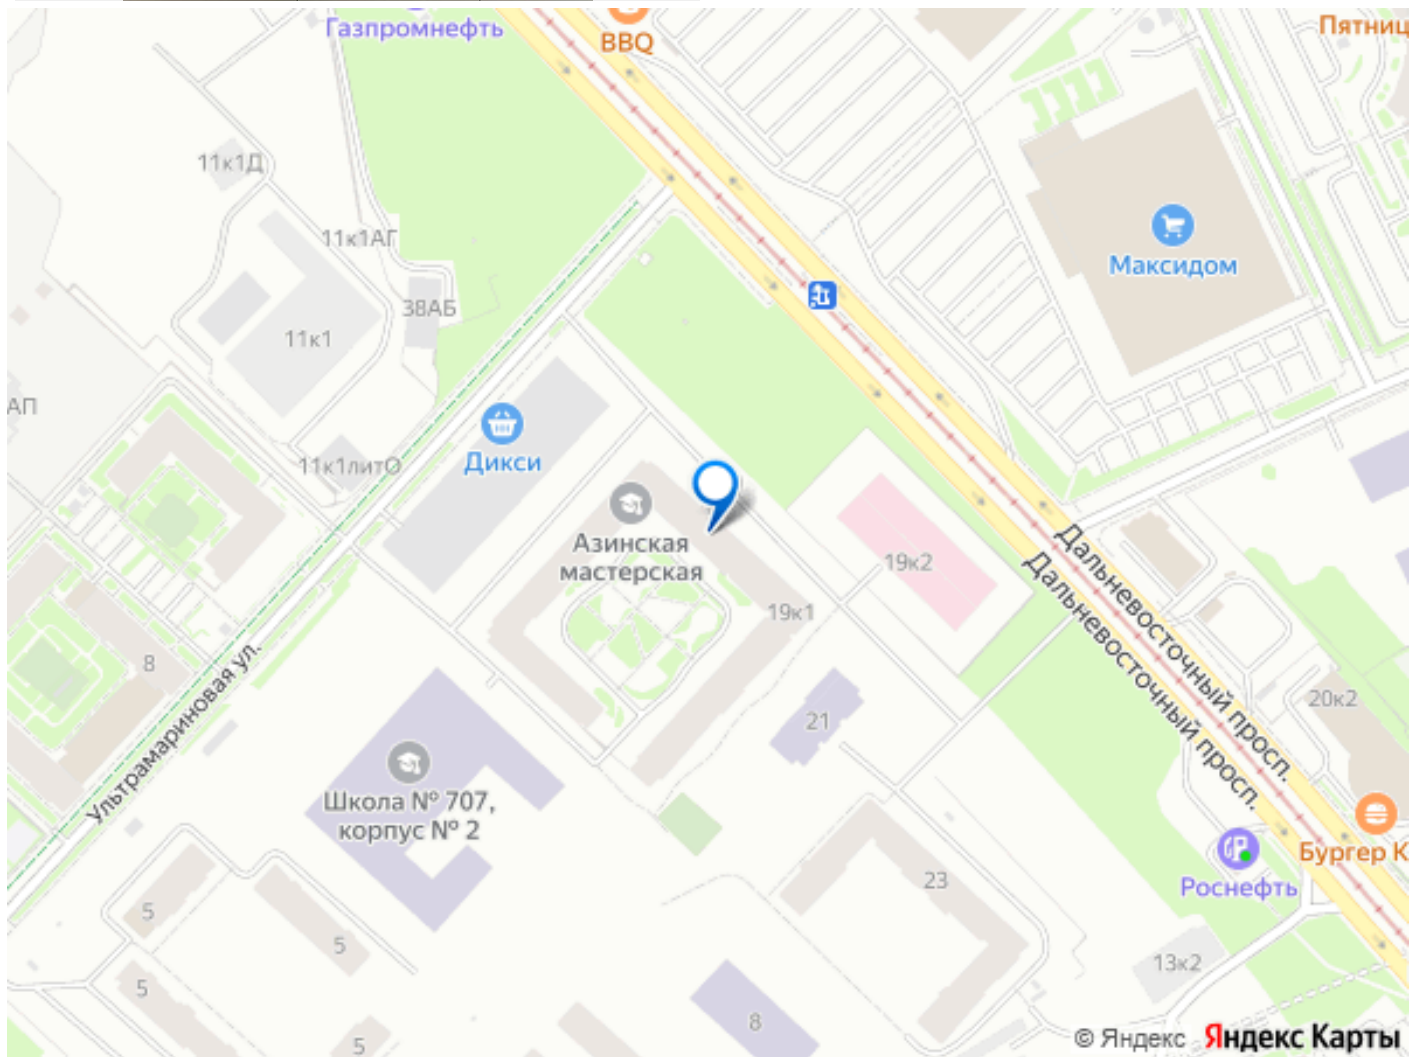 Газпромнефть
BBQ
Пятниц
11к1Д
11к1АГ
Максидом
38АБ
11к1
АП
Дикси
11к1литО
Азинская
мастерская
19к2
Дальневосточный просп.
Дальневосточный просп.
19к1
8
Ультрамариновая ул.
21
20к2
Школа № 707,
корпус № 2
Бургер К
Роснефть
23
5
5
13к2
5
8
5
© Яндекс Яндекс Карты